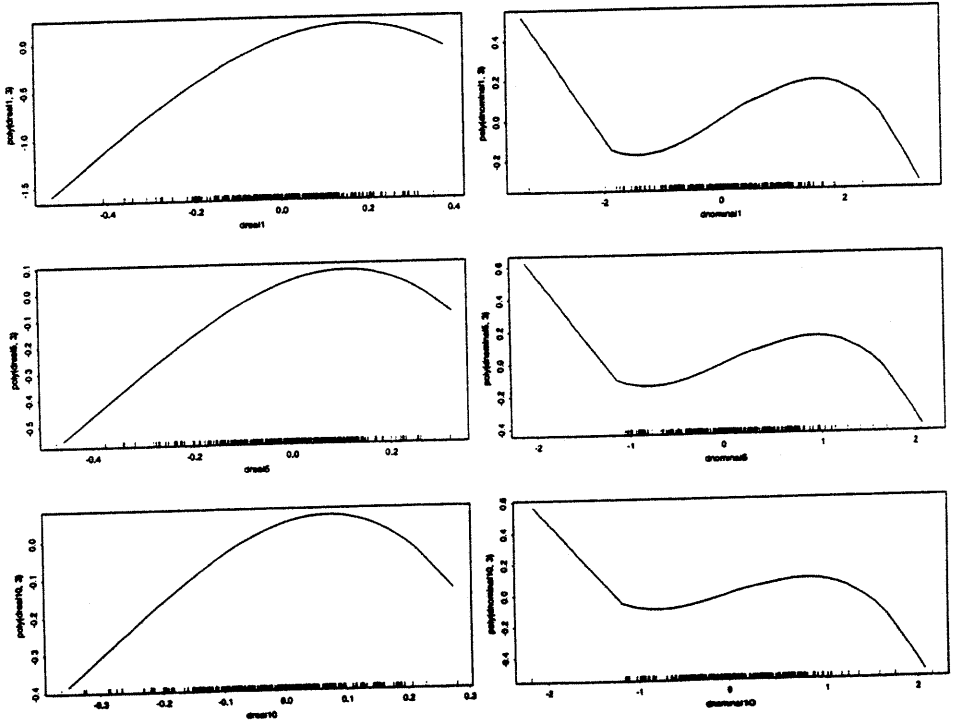 poly(dreal1, 3)
0.0
-0.5
-1.0
-1.5
-0.4 -0.2 0.0 0.2 0.4
dreal1
poly(dnominal1, 3)
0.4
0.2
0.0
-0.2
-2 0 2
dnominal1
poly(dreal5, 3)
0.1
0.0
-0.1
-0.2
-0.3
-0.4
-0.5
-0.4 -0.2 0.0 0.2
dreal5
poly(dnominal5, 3)
0.6
0.4
0.2
0.0
-0.2
-0.4
-2 -1 0 1 2
dnominal5
poly(dreal10, 3)
0.0
-0.1
-0.2
-0.3
-0.4
-0.3 -0.2 -0.1 0.0 0.1 0.2 0.3
dreal10
poly(dnominal10, 3)
0.6
0.4
0.2
0.0
-0.2
-0.4
-2 -1 0 1 2
dnominal10